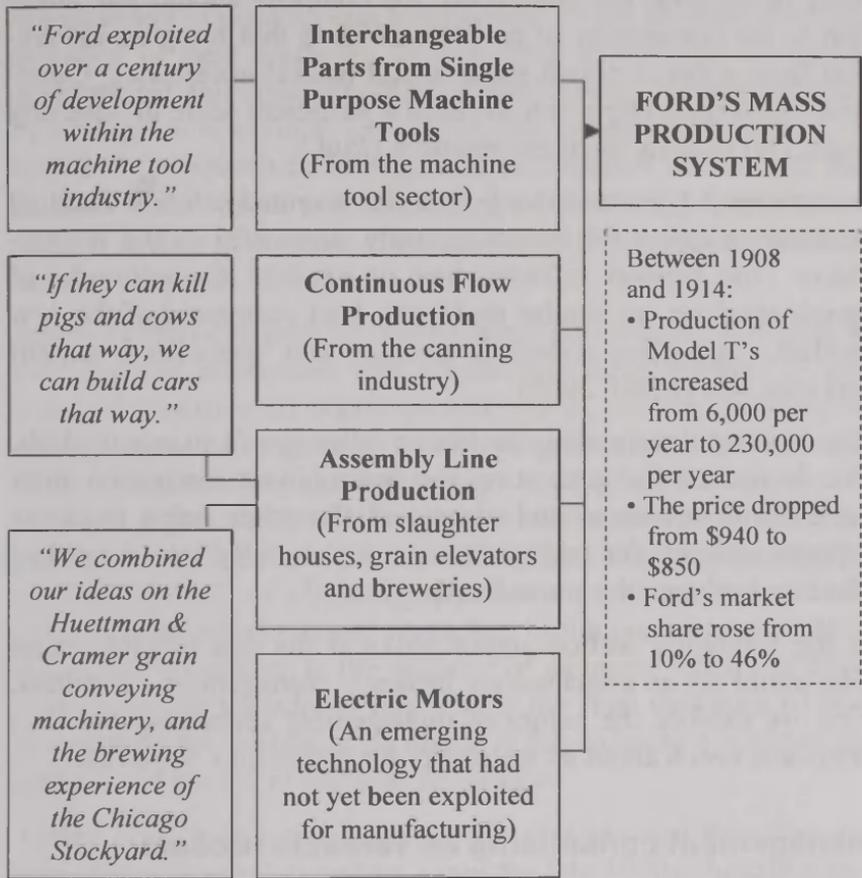 “Ford exploited
over a century
of development
within the
machine tool
industry.”
“If they can kill
pigs and cows
that way, we
can build cars
that way.”
“We combined
our ideas on the
Huettman &
Cramer grain
conveying
machinery, and
the brewing
experience of
the Chicago
Stockyard.”
Interchangeable
Parts from Single
Purpose Machine
Tools
(From the machine
tool sector)
Continuous Flow
Production
(From the canning
industry)
Assembly Line
Production
(From slaughter
houses, grain elevators
and breweries)
Electric Motors
(An emerging
technology that had
not yet been exploited
for manufacturing)
FORD’S MASS
PRODUCTION
SYSTEM
Between 1908
and 1914:
• Production of
Model T’s
increased
from 6,000 per
year to 230,000
per year
• The price dropped
from $940 to
$850
• Ford’s market
share rose from
10% to 46%